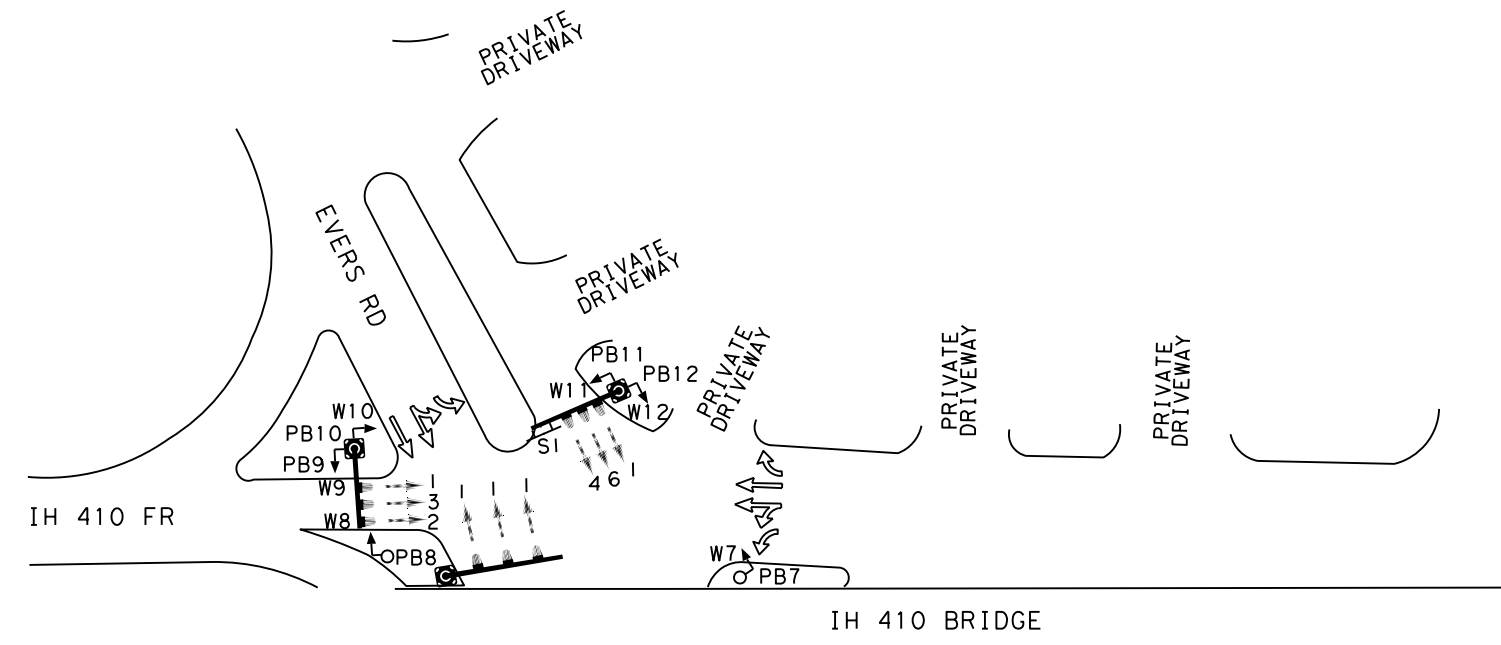 PRIVATE
DRIVEWAY
EVERS RD
PRIVATE
DRIVEWAY
PRIVATE
DRIVEWAY
PRIVATE
DRIVEWAY
PRIVATE
DRIVEWAY
PB11
PB12
W11
W12
S1
4 6 1
W10
PB10
PB9
W9
W8
1
3
2
1 1 1
IH 410 FR
PB8
W7
PB7
IH 410 BRIDGE